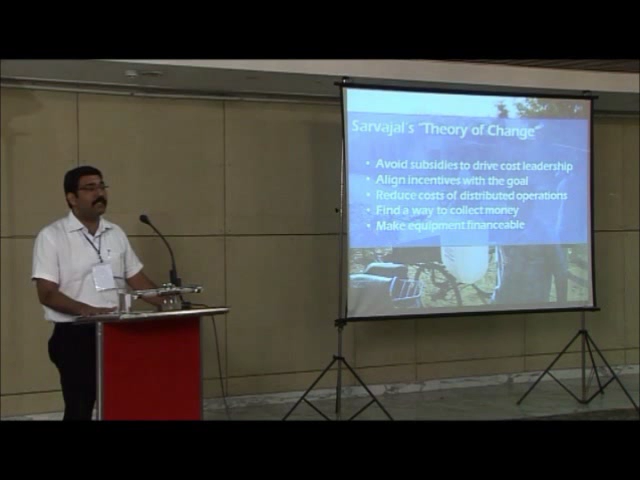 Sarvajal's "Theory of Change"
• Avoid subsidies to drive cost leadership
• Align incentives with the goal
• Reduce costs of distributed operations
• Find a way to collect money
• Make equipment financeable